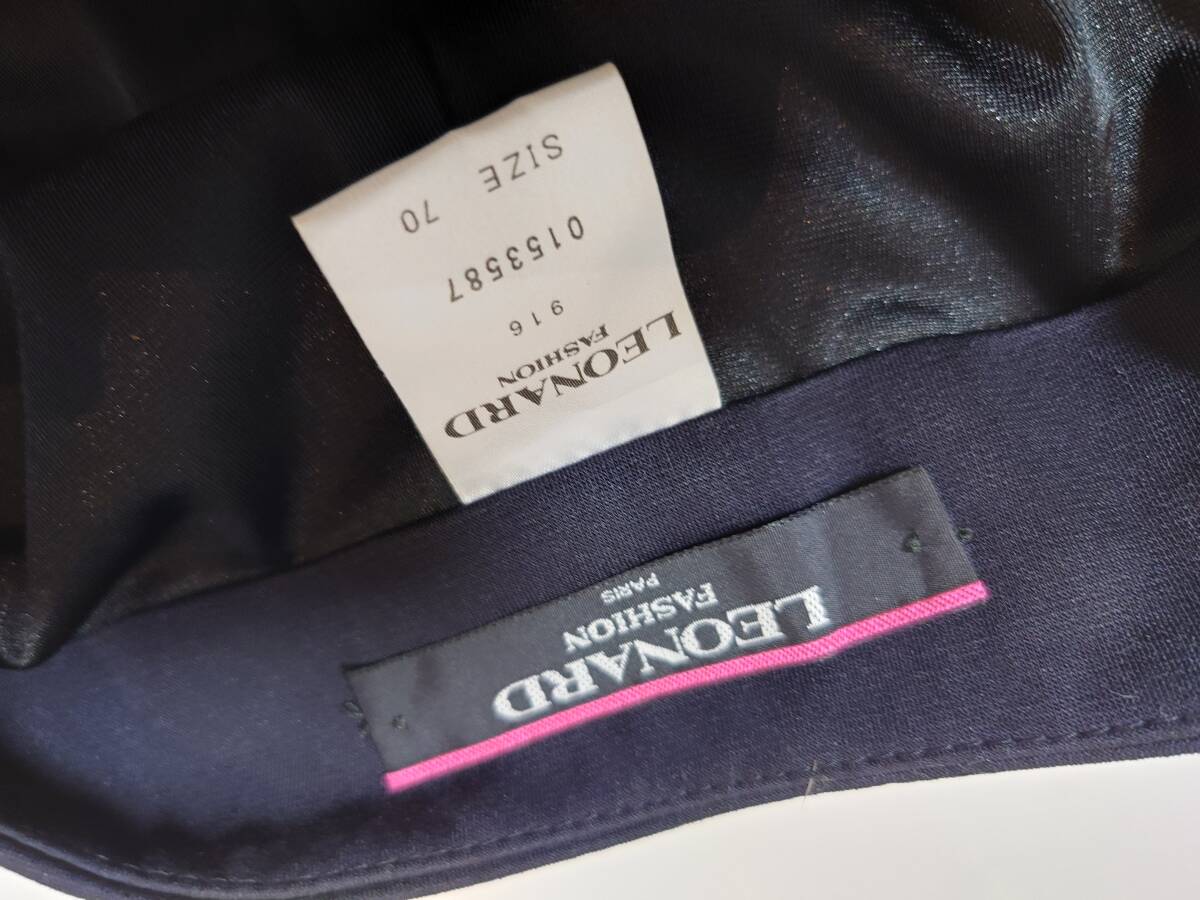 LEONARD
FASHION
PARIS
LEONARD
FASHION
916
0153587
SIZE 70